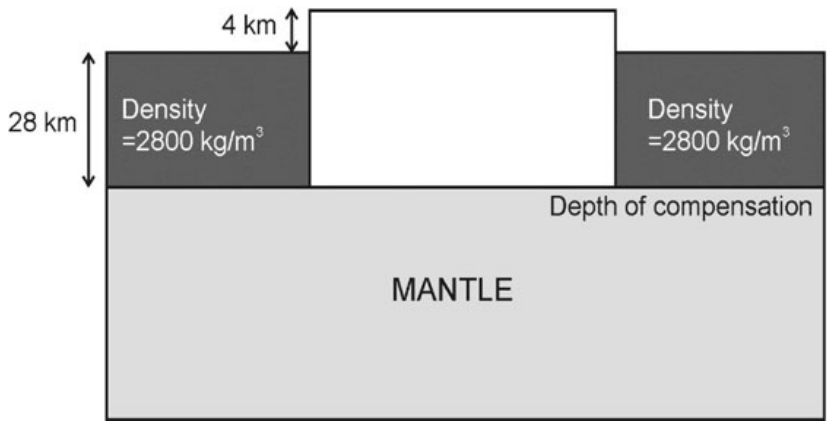 4 km
28 km
Density
=2800 kg/m³
Density
=2800 kg/m³
Depth of compensation
MANTLE